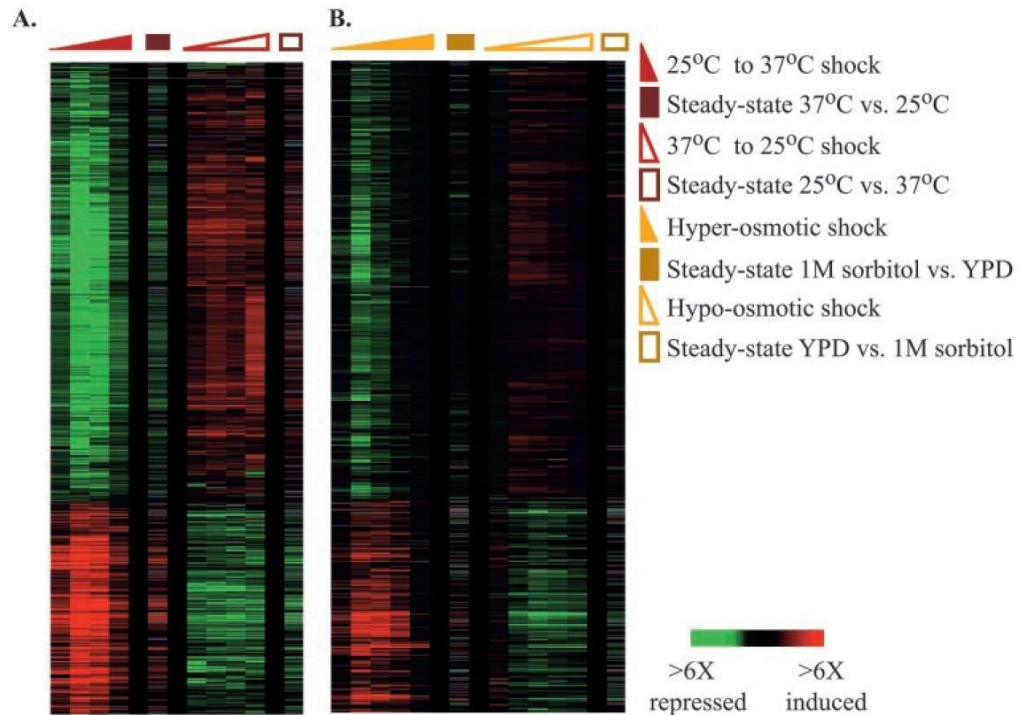 A.
B.
25°C to 37°C shock
Steady-state 37°C vs. 25°C
37°C to 25°C shock
Steady-state 25°C vs. 37°C
Hyper-osmotic shock
Steady-state 1M sorbitol vs. YPD
Hypo-osmotic shock
Steady-state YPD vs. 1M sorbitol
>6X >6X
repressed induced